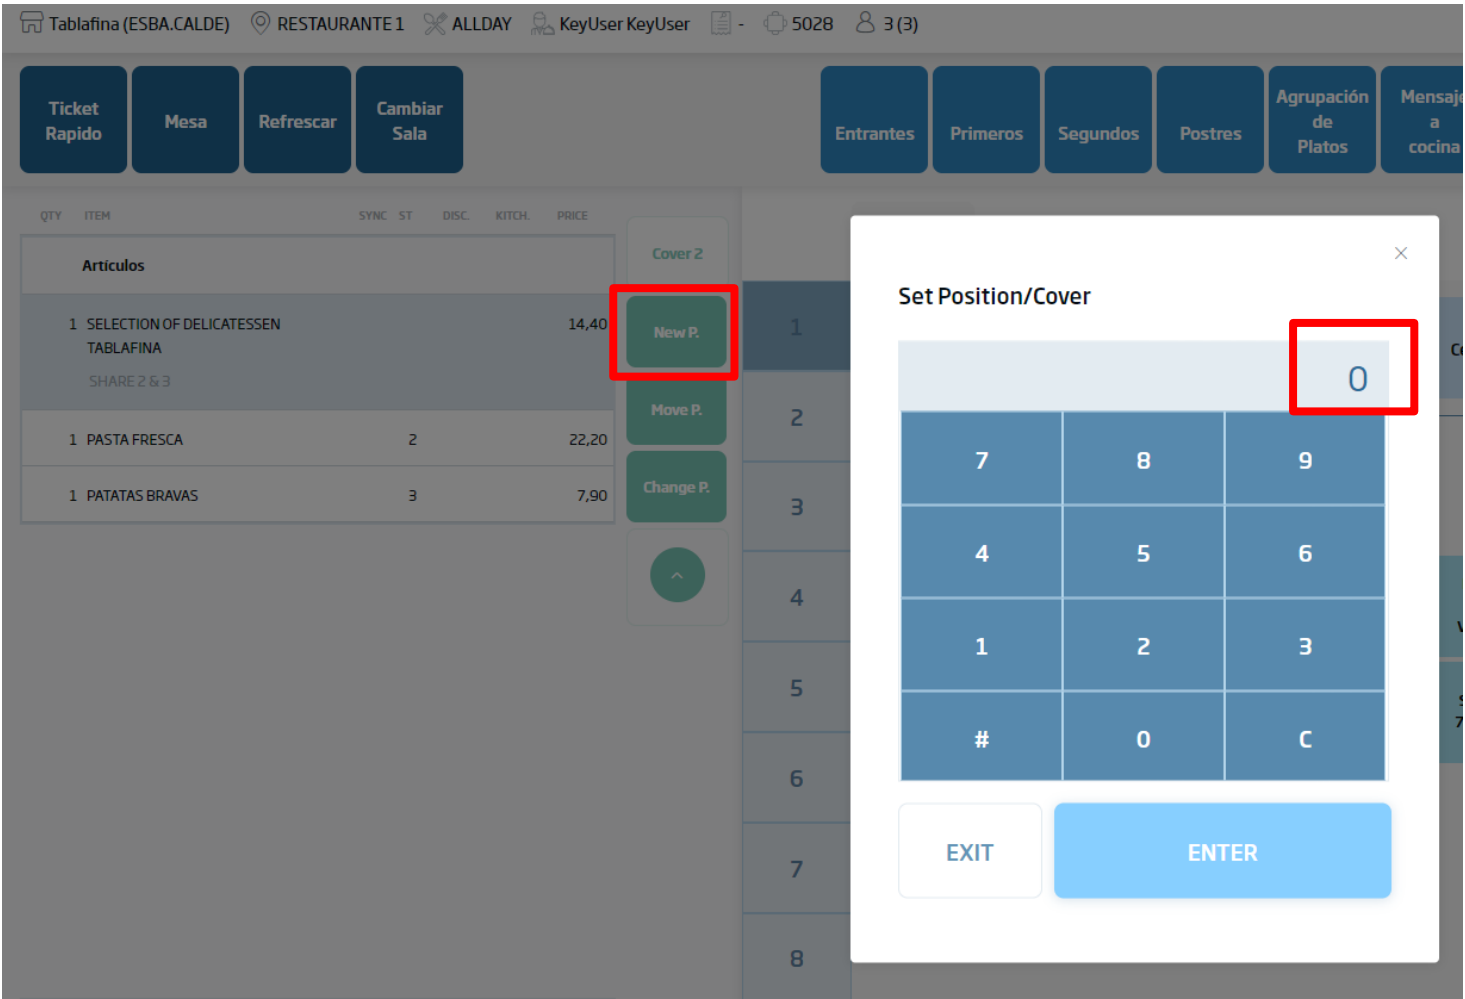 Tablafina (ESBA.CALDE) RESTAURANTE 1 ALLDAY KeyUser KeyUser - 5028 3 (3)
Ticket Rapido
Mesa
Refrescar
Cambiar Sala
Entrantes
Primeros
Segundos
Postres
Agrupación de Platos
Mensaje a cocina
QTY ITEM SYNC ST DISC. KITCH. PRICE
Artículos
1 SELECTION OF DELICATESSEN TABLAFINA 14,40
SHARE 2 & 3
1 PASTA FRESCA 2 22,20
1 PATATAS BRAVAS 3 7,90
Cover 2
New P.
Move P.
Change P.
1
2
3
4
5
6
7
8
×
Set Position/Cover
0
7 8 9
4 5 6
1 2 3
# 0 C
EXIT ENTER